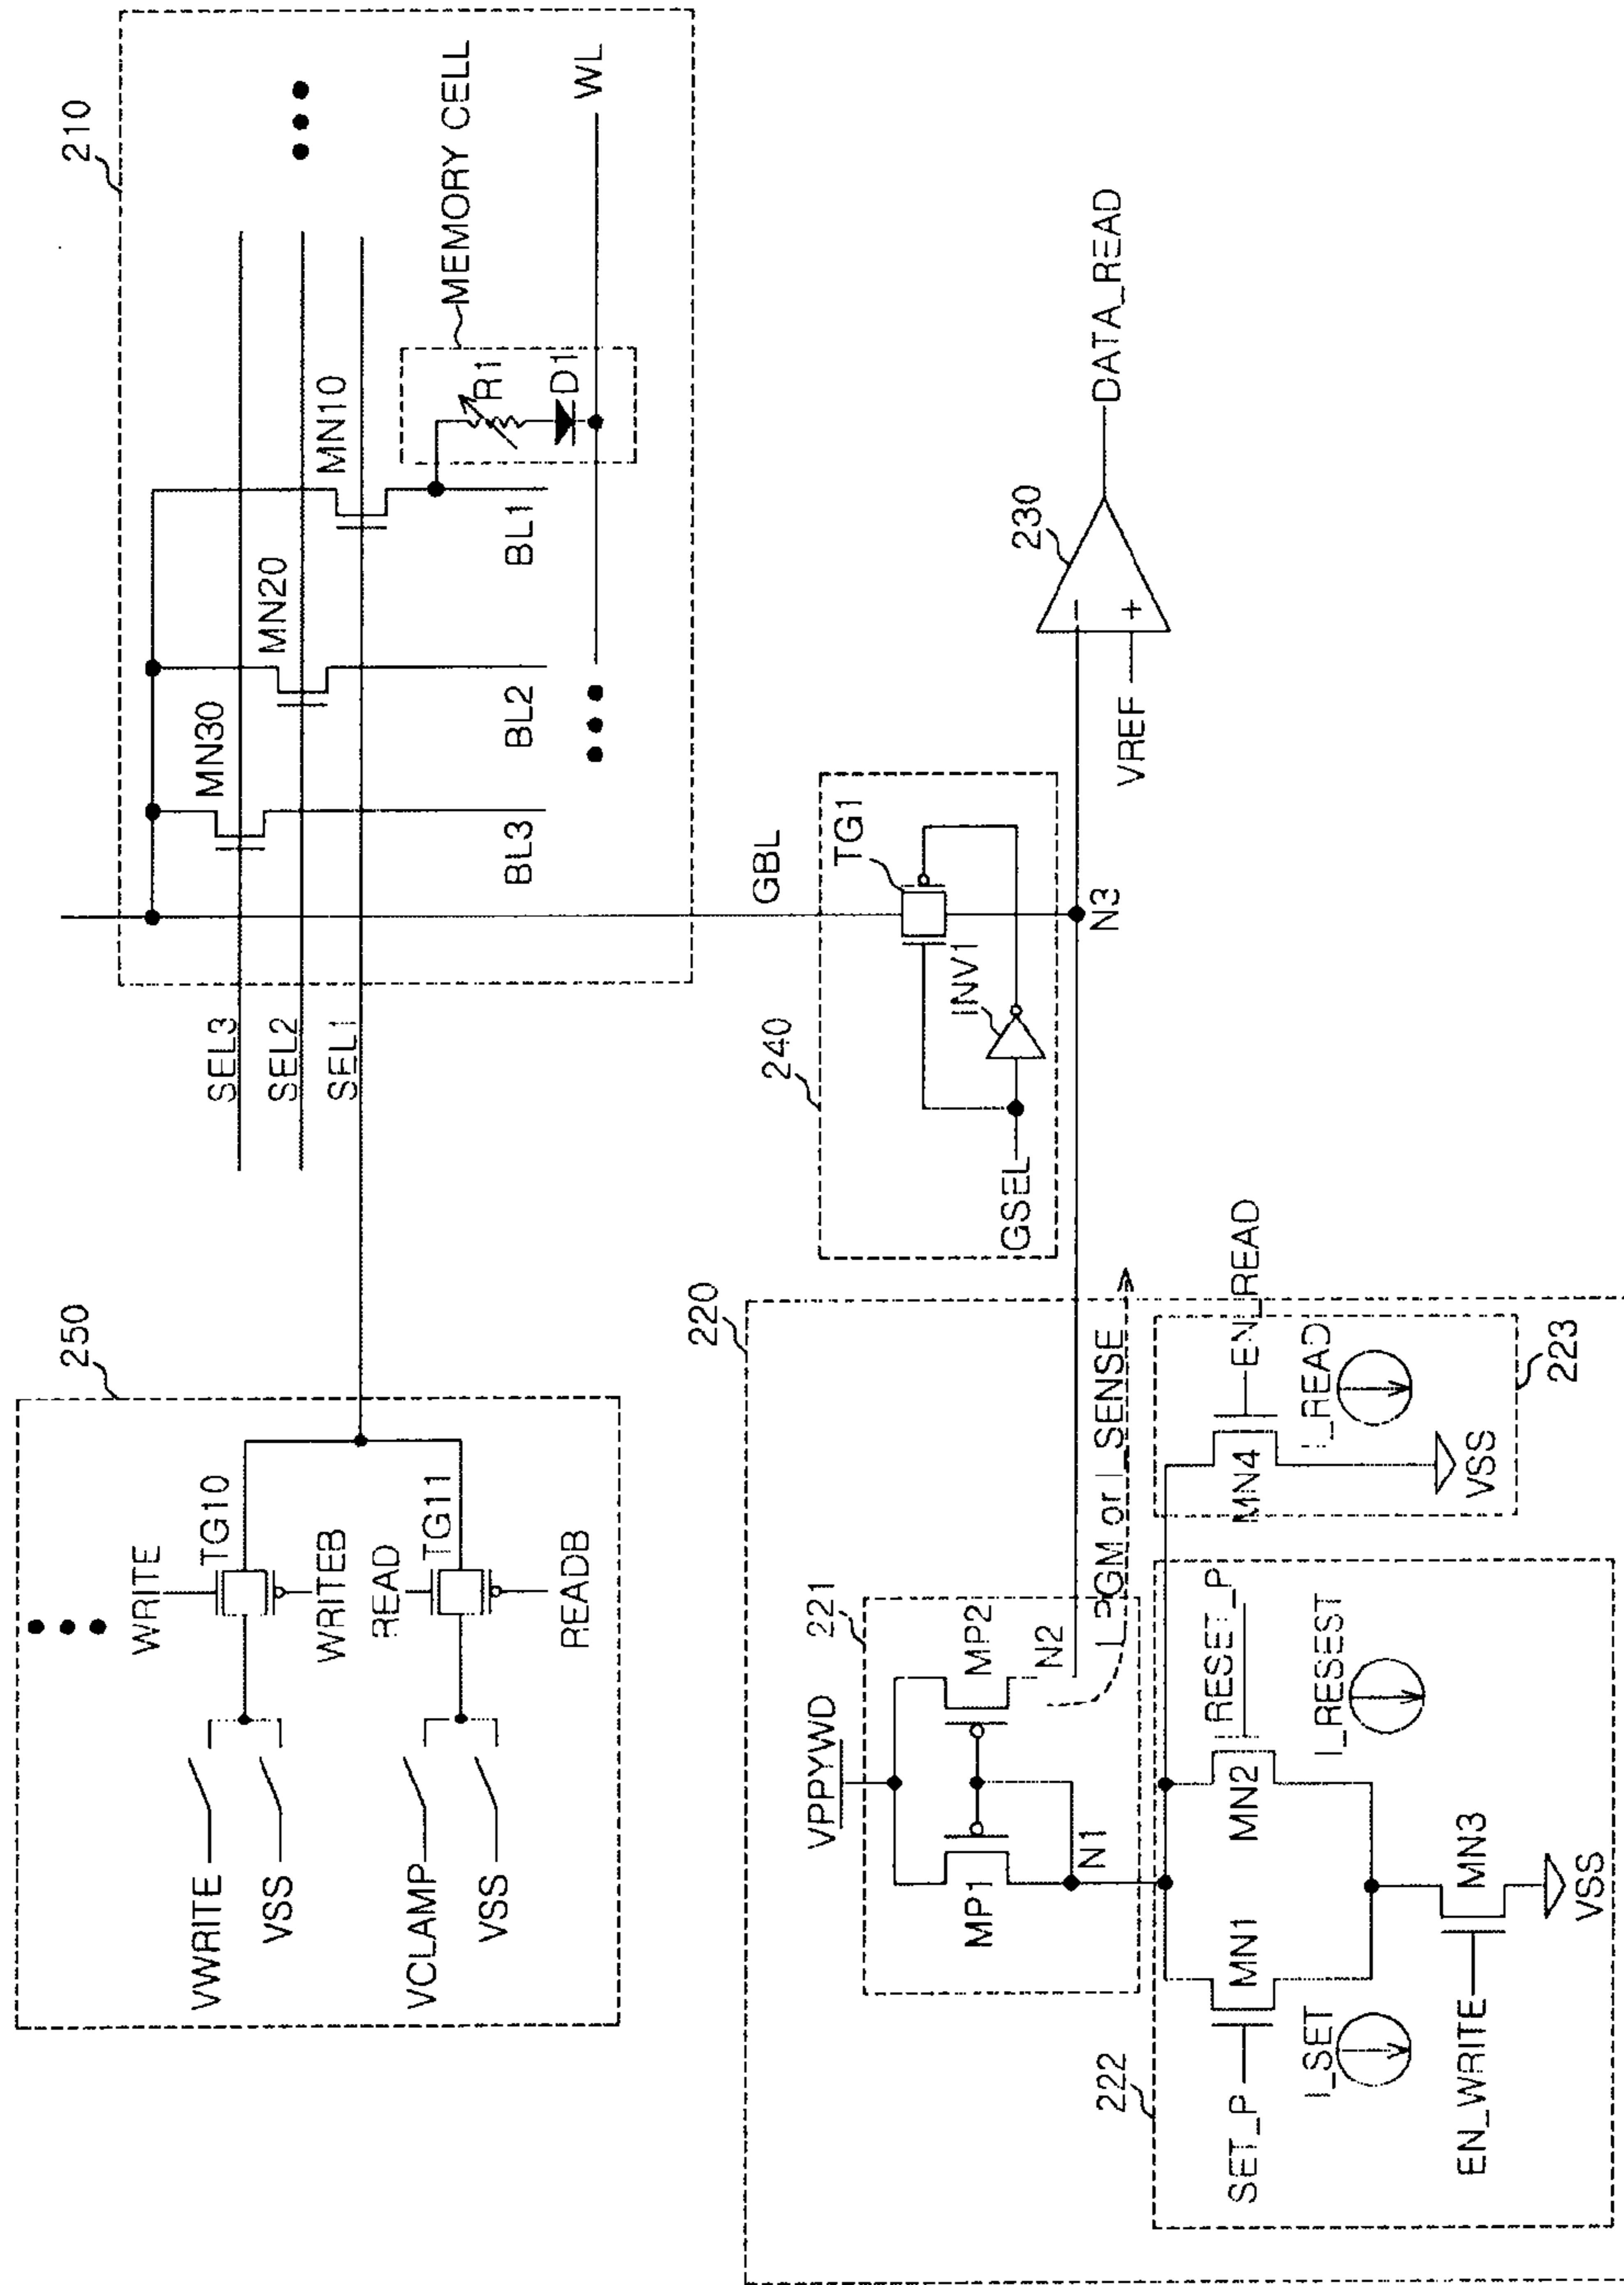 250
WRITE
TG10
WRITEB
READ
TG11
READB
VWRITE
VSS
VCLAMP
VSS
SEL3
SEL2
SEL1
210
MN30
MN20
MN10
MEMORY CELL
R1
D1
WL
BL3
BL2
BL1
GBL
240
TG1
INV1
GSEL
N3
230
-
+
VREF
DATA_READ
220
221
VPPYWD
MP1
MP2
N1
N2
I_PGM or I_SENSE
222
SET_P
MN1
I_SET
MN2
RESET_P
I_RESEST
EN_WRITE
MN3
VSS
223
MN4
EN_READ
I_READ
VSS